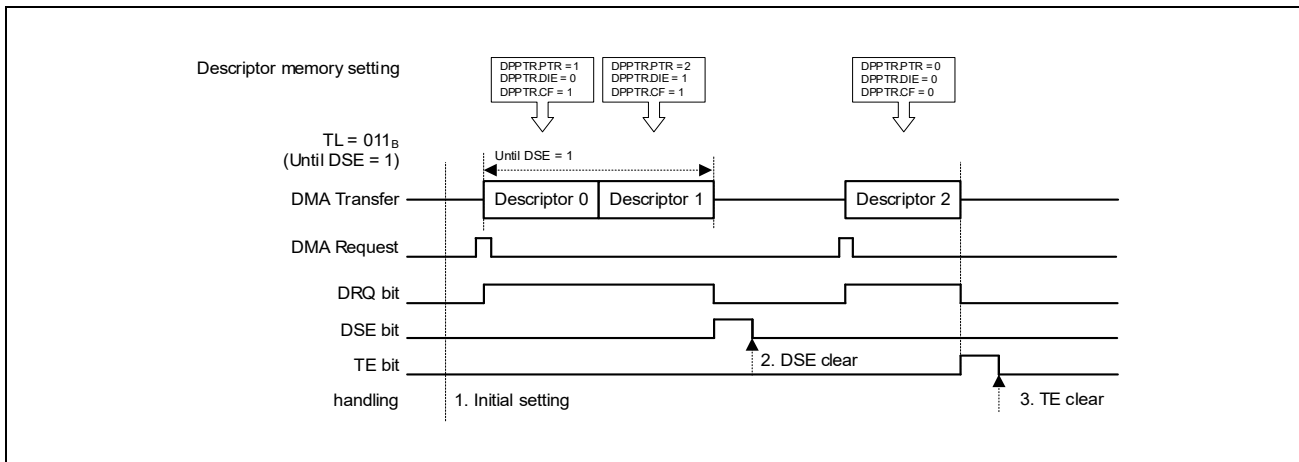 Descriptor memory setting
DPPTR.PTR = 1
DPPTR.DIE = 0
DPPTR.CF = 1
DPPTR.PTR = 2
DPPTR.DIE = 1
DPPTR.CF = 1
DPPTR.PTR = 0
DPPTR.DIE = 0
DPPTR.CF = 0
TL = 011B
(Until DSE = 1)
Until DSE = 1
DMA Transfer
Descriptor 0
Descriptor 1
Descriptor 2
DMA Request
DRQ bit
DSE bit
2. DSE clear
TE bit
handling
1. Initial setting
3. TE clear